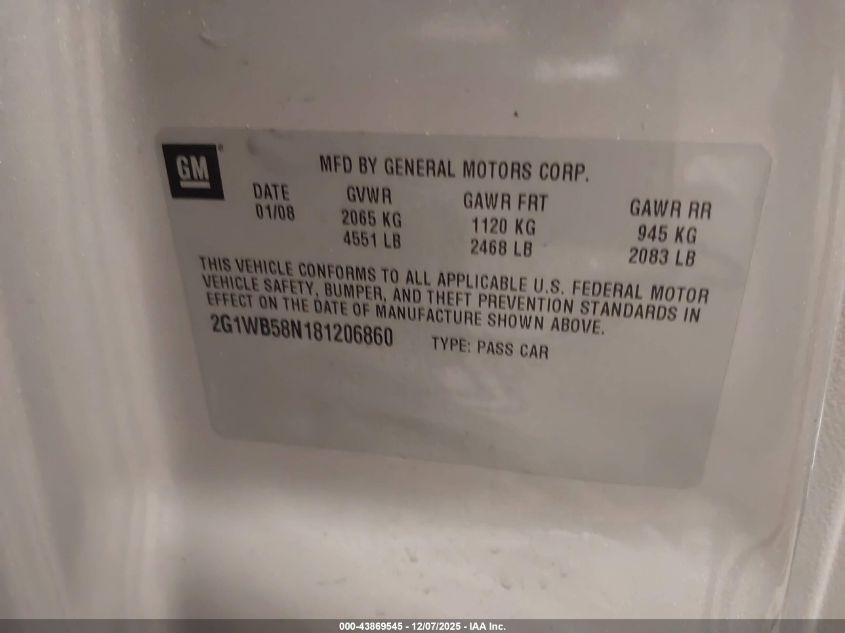 GM®
MFD BY GENERAL MOTORS CORP.
DATE GVWR GAWR FRT GAWR RR
01/08 2065 KG 1120 KG 945 KG
4551 LB 2468 LB 2083 LB
THIS VEHICLE CONFORMS TO ALL APPLICABLE U.S. FEDERAL MOTOR
VEHICLE SAFETY, BUMPER, AND THEFT PREVENTION STANDARDS IN
EFFECT ON THE DATE OF MANUFACTURE SHOWN ABOVE.
2G1WB58N181206860 TYPE: PASS CAR
000-43869545 - 12/07/2025 - IAA Inc.